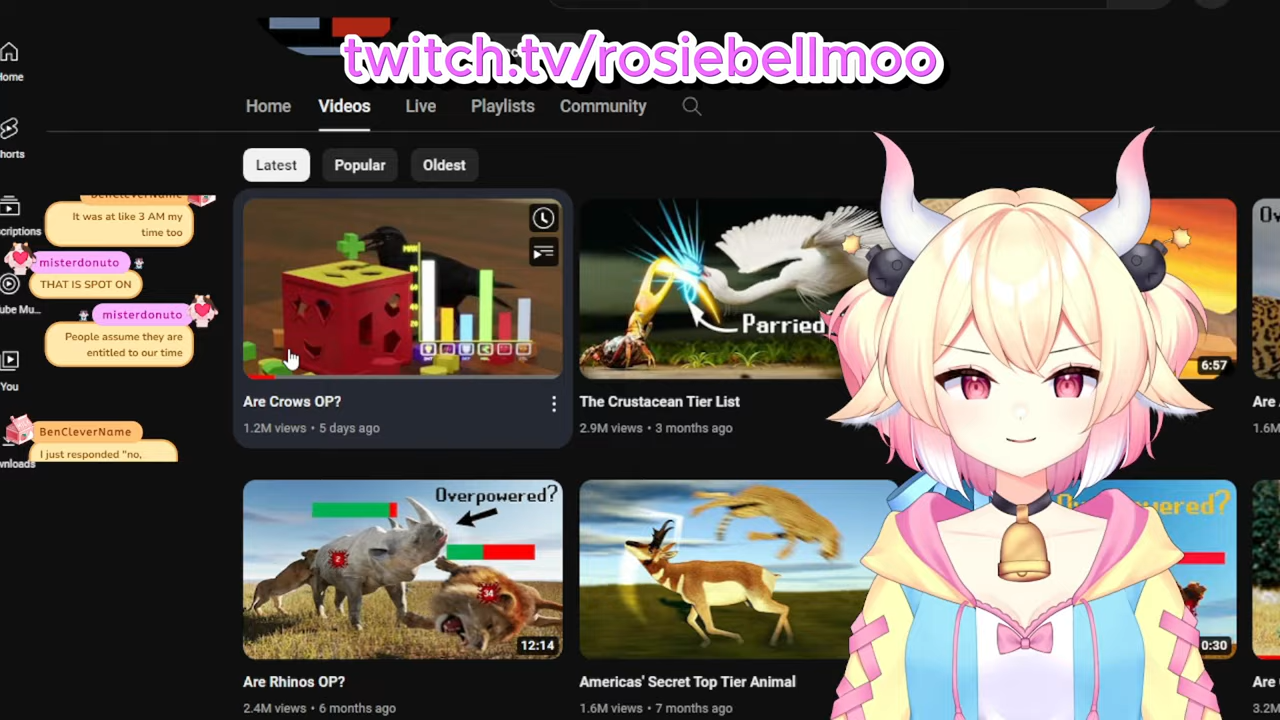 twitch.tv/rosiebellmoo
Home
Videos
Live
Playlists
Community
Latest
Popular
Oldest
It was at like 3 AM my
time too
misterdonuto
THAT IS SPOT ON
misterdonuto
People assume they are
entitled to our time
BenCleverName
I just responded "no,
Home
You
Are Crows OP?
1.2M views • 5 days ago
Parried
The Crustacean Tier List
2.9M views • 3 months ago
6:57
Overpowered?
2
34
12:14
Are Rhinos OP?
2.4M views • 6 months ago
Americas' Secret Top Tier Animal
1.6M views • 7 months ago
0:30